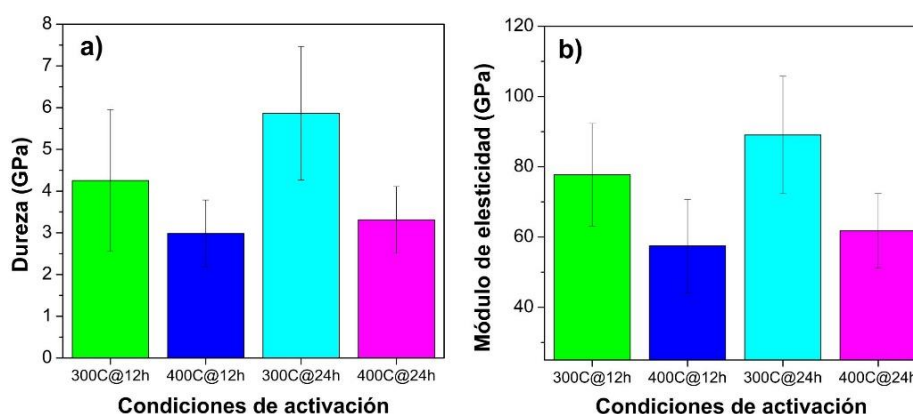 a)
Dureza (GPa)
8
7
6
5
4
3
2
1
0
300C@12h 400C@12h 300C@24h 400C@24h
Condiciones de activación
b)
Módulo de elesticidad (GPa)
120
100
80
60
40
300C@12h 400C@12h 300C@24h 400C@24h
Condiciones de activación